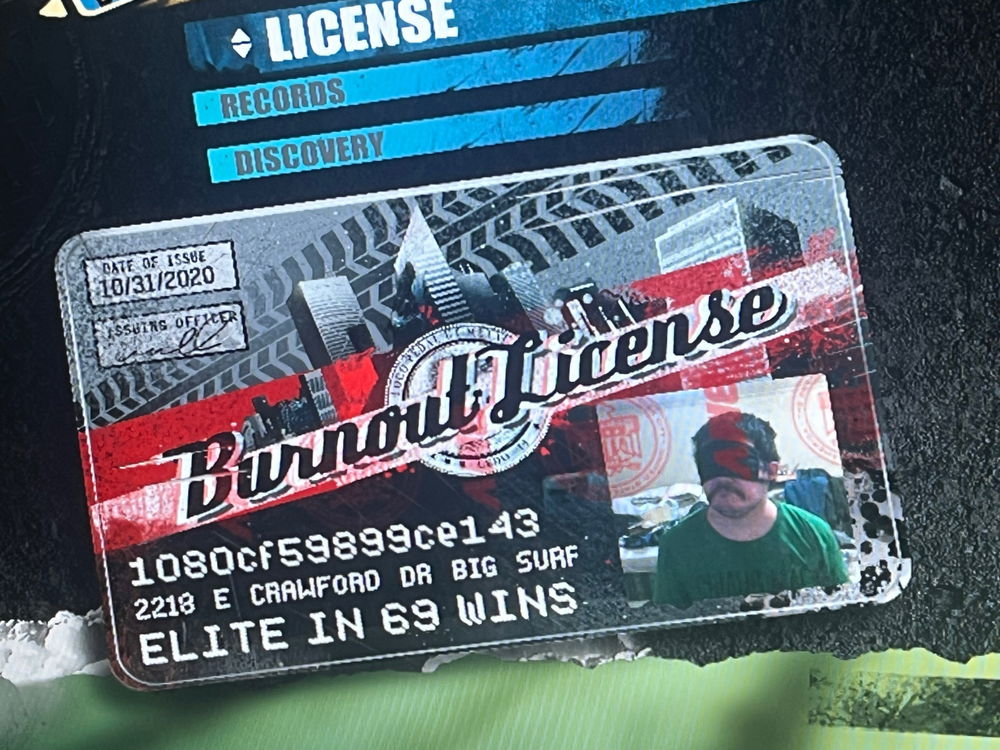 LICENSE
RECORDS
DISCOVERY
DATE OF ISSUE
10/31/2020
ISSUING OFFICER
Burnout License
1080cf59899ce143
2218 E CRAWFORD DR BIG SURF
ELITE IN 69 WINS